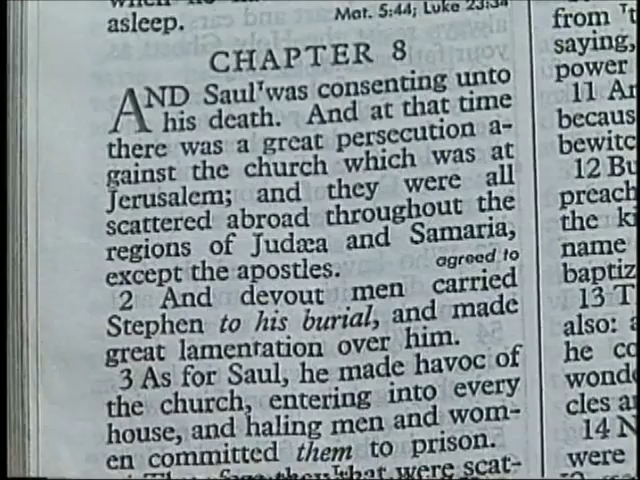 asleep. Mat. 5:44; Luke 23:34
CHAPTER 8
AND Saul was consenting unto
his death. And at that time
there was a great persecution a-
gainst the church which was at
Jerusalem; and they were all
scattered abroad throughout the
regions of Judæa and Samaria,
except the apostles. agreed to
2 And devout men carried
Stephen to his burial, and made
great lamentation over him.
3 As for Saul, he made havoc of
the church, entering into every
house, and haling men and wom-
en committed them to prison.
that were scat-
from
saying,
power
11
becaus
bewitc
12
preach
the
name
baptiz
13
also:
he
wond
cles
14
were